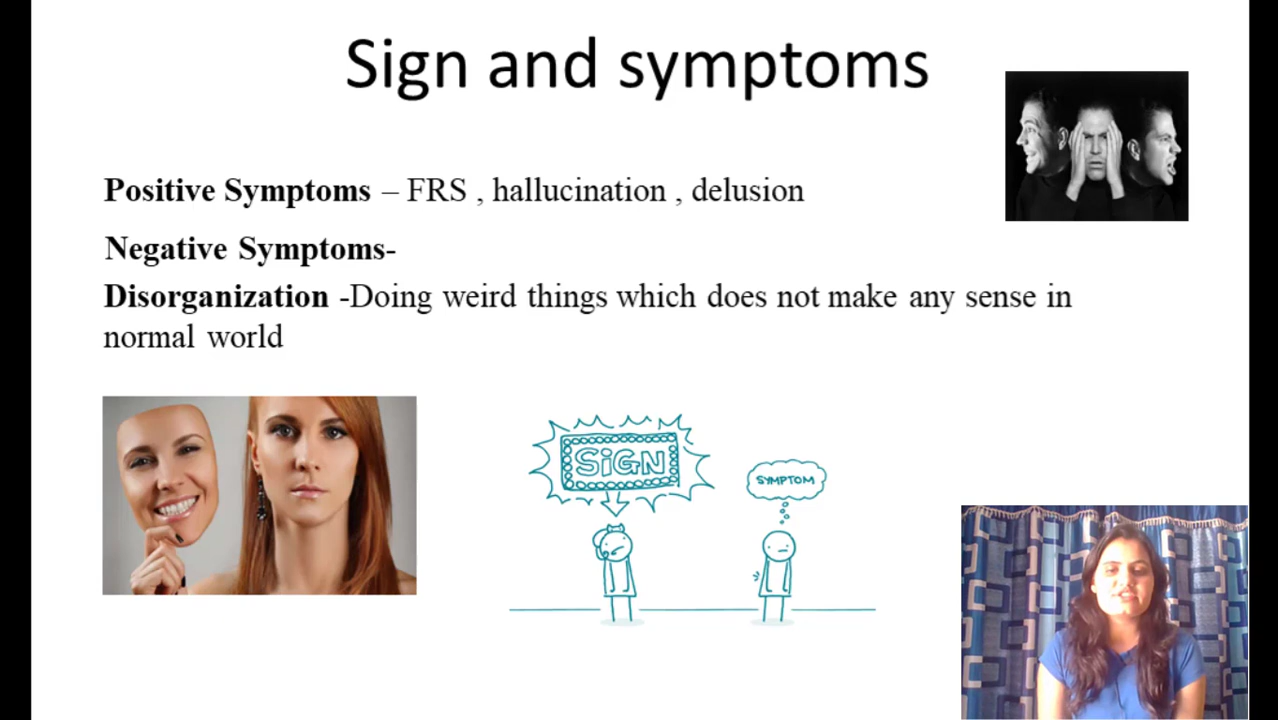 Sign and symptoms
Positive Symptoms – FRS , hallucination , delusion
Negative Symptoms-
Disorganization -Doing weird things which does not make any sense in
normal world
SiGN
SYMPTOM